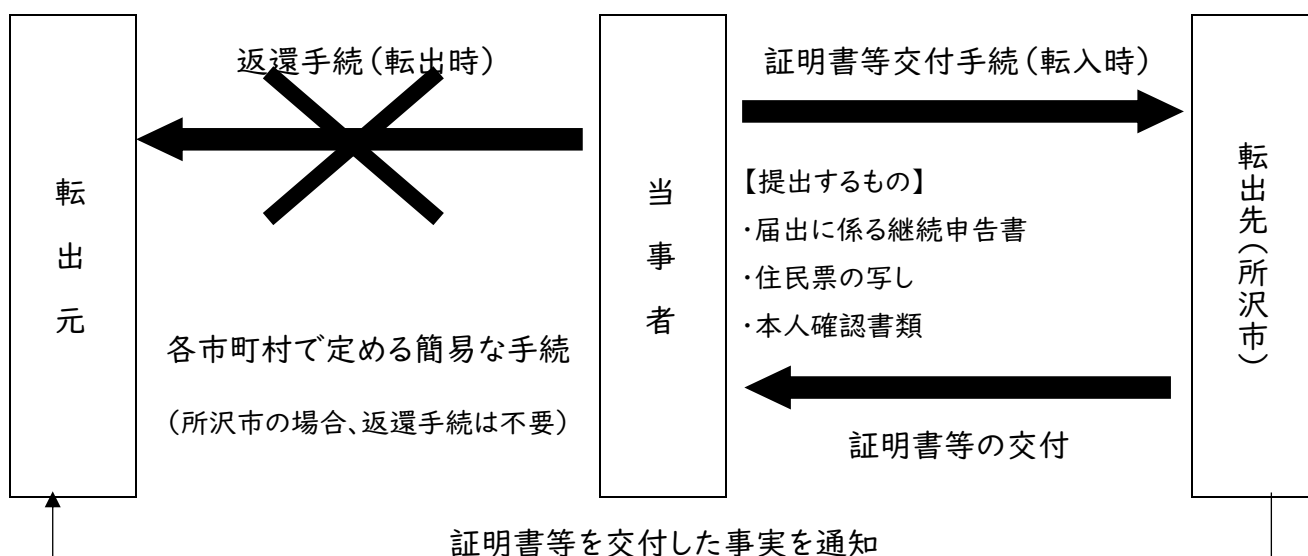 返還手続（転出時）
証明書等交付手続（転入時）
転出元
当事者
転出先（所沢市）
【提出するもの】
・届出に係る継続申告書
・住民票の写し
・本人確認書類
各市町村で定める簡易な手続
（所沢市の場合、返還手続は不要）
証明書等の交付
証明書等を交付した事実を通知